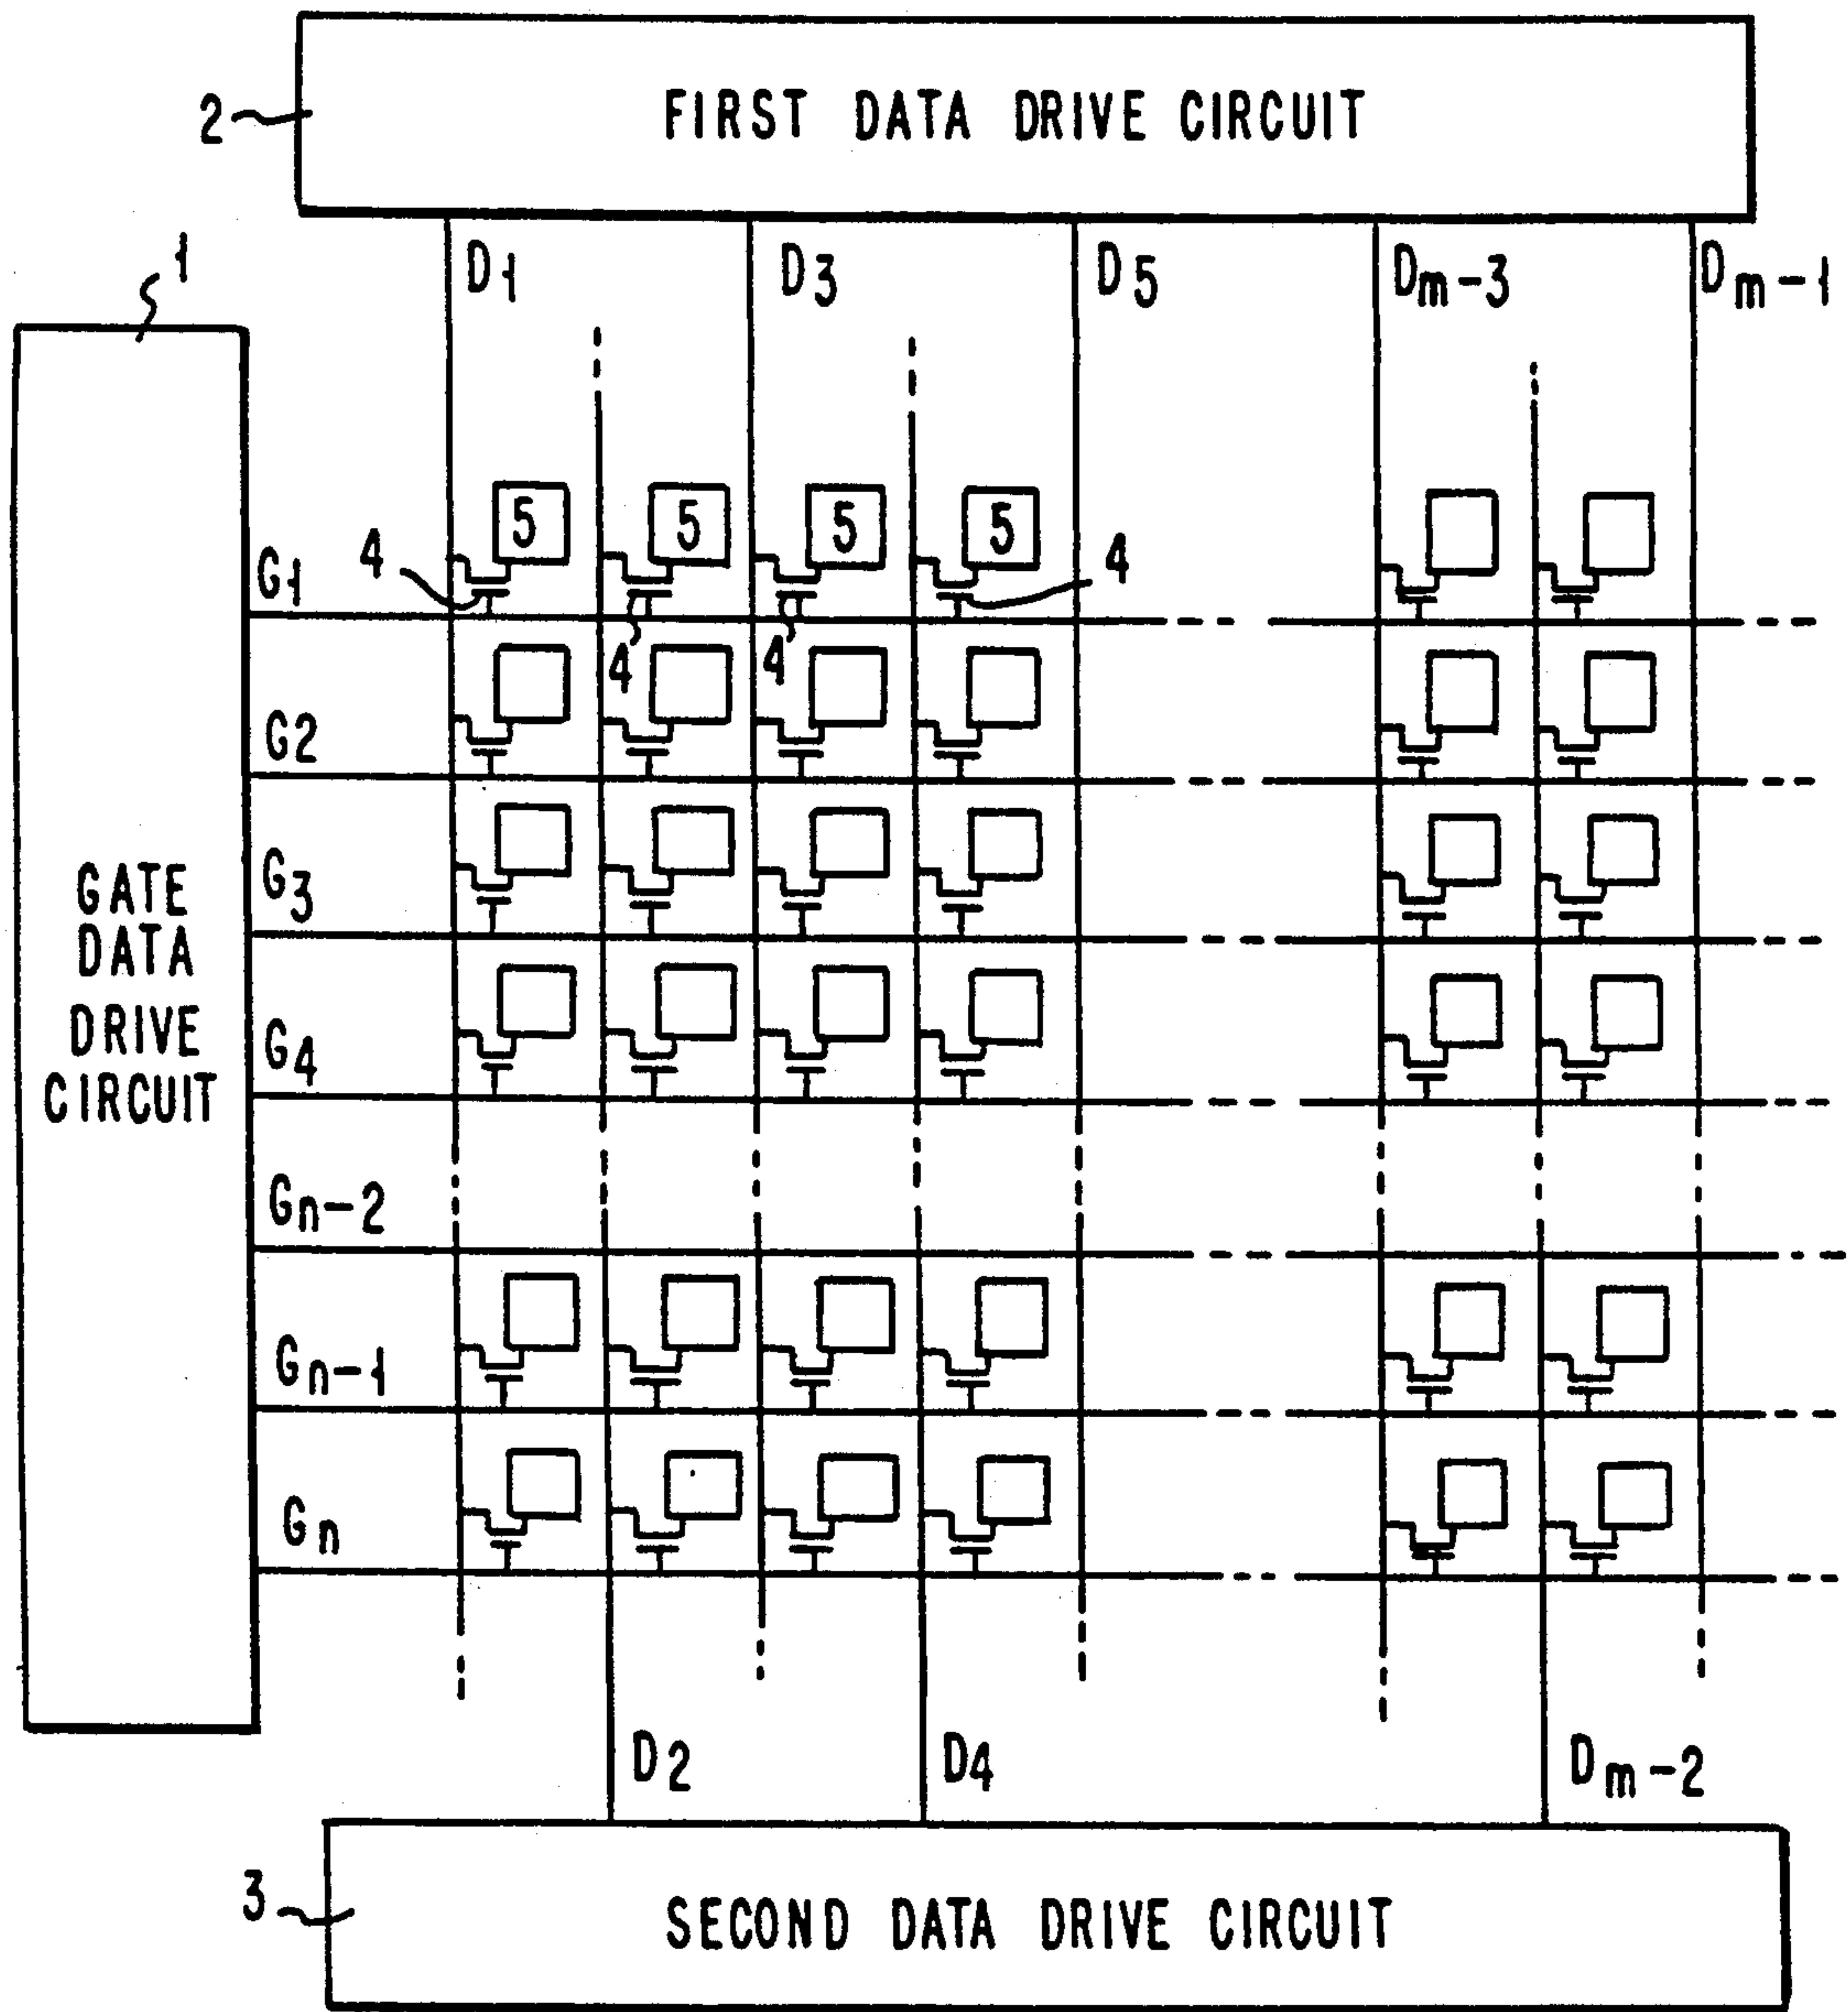 2
FIRST DATA DRIVE CIRCUIT
1
D1 D3 D5 Dm-3 Dm-1
5 5 5 5
4 4
G1
4 4
G2
G3
GATE
DATA
DRIVE
CIRCUIT
G4
Gn-2
Gn-1
Gn
D2 D4 Dm-2
3
SECOND DATA DRIVE CIRCUIT